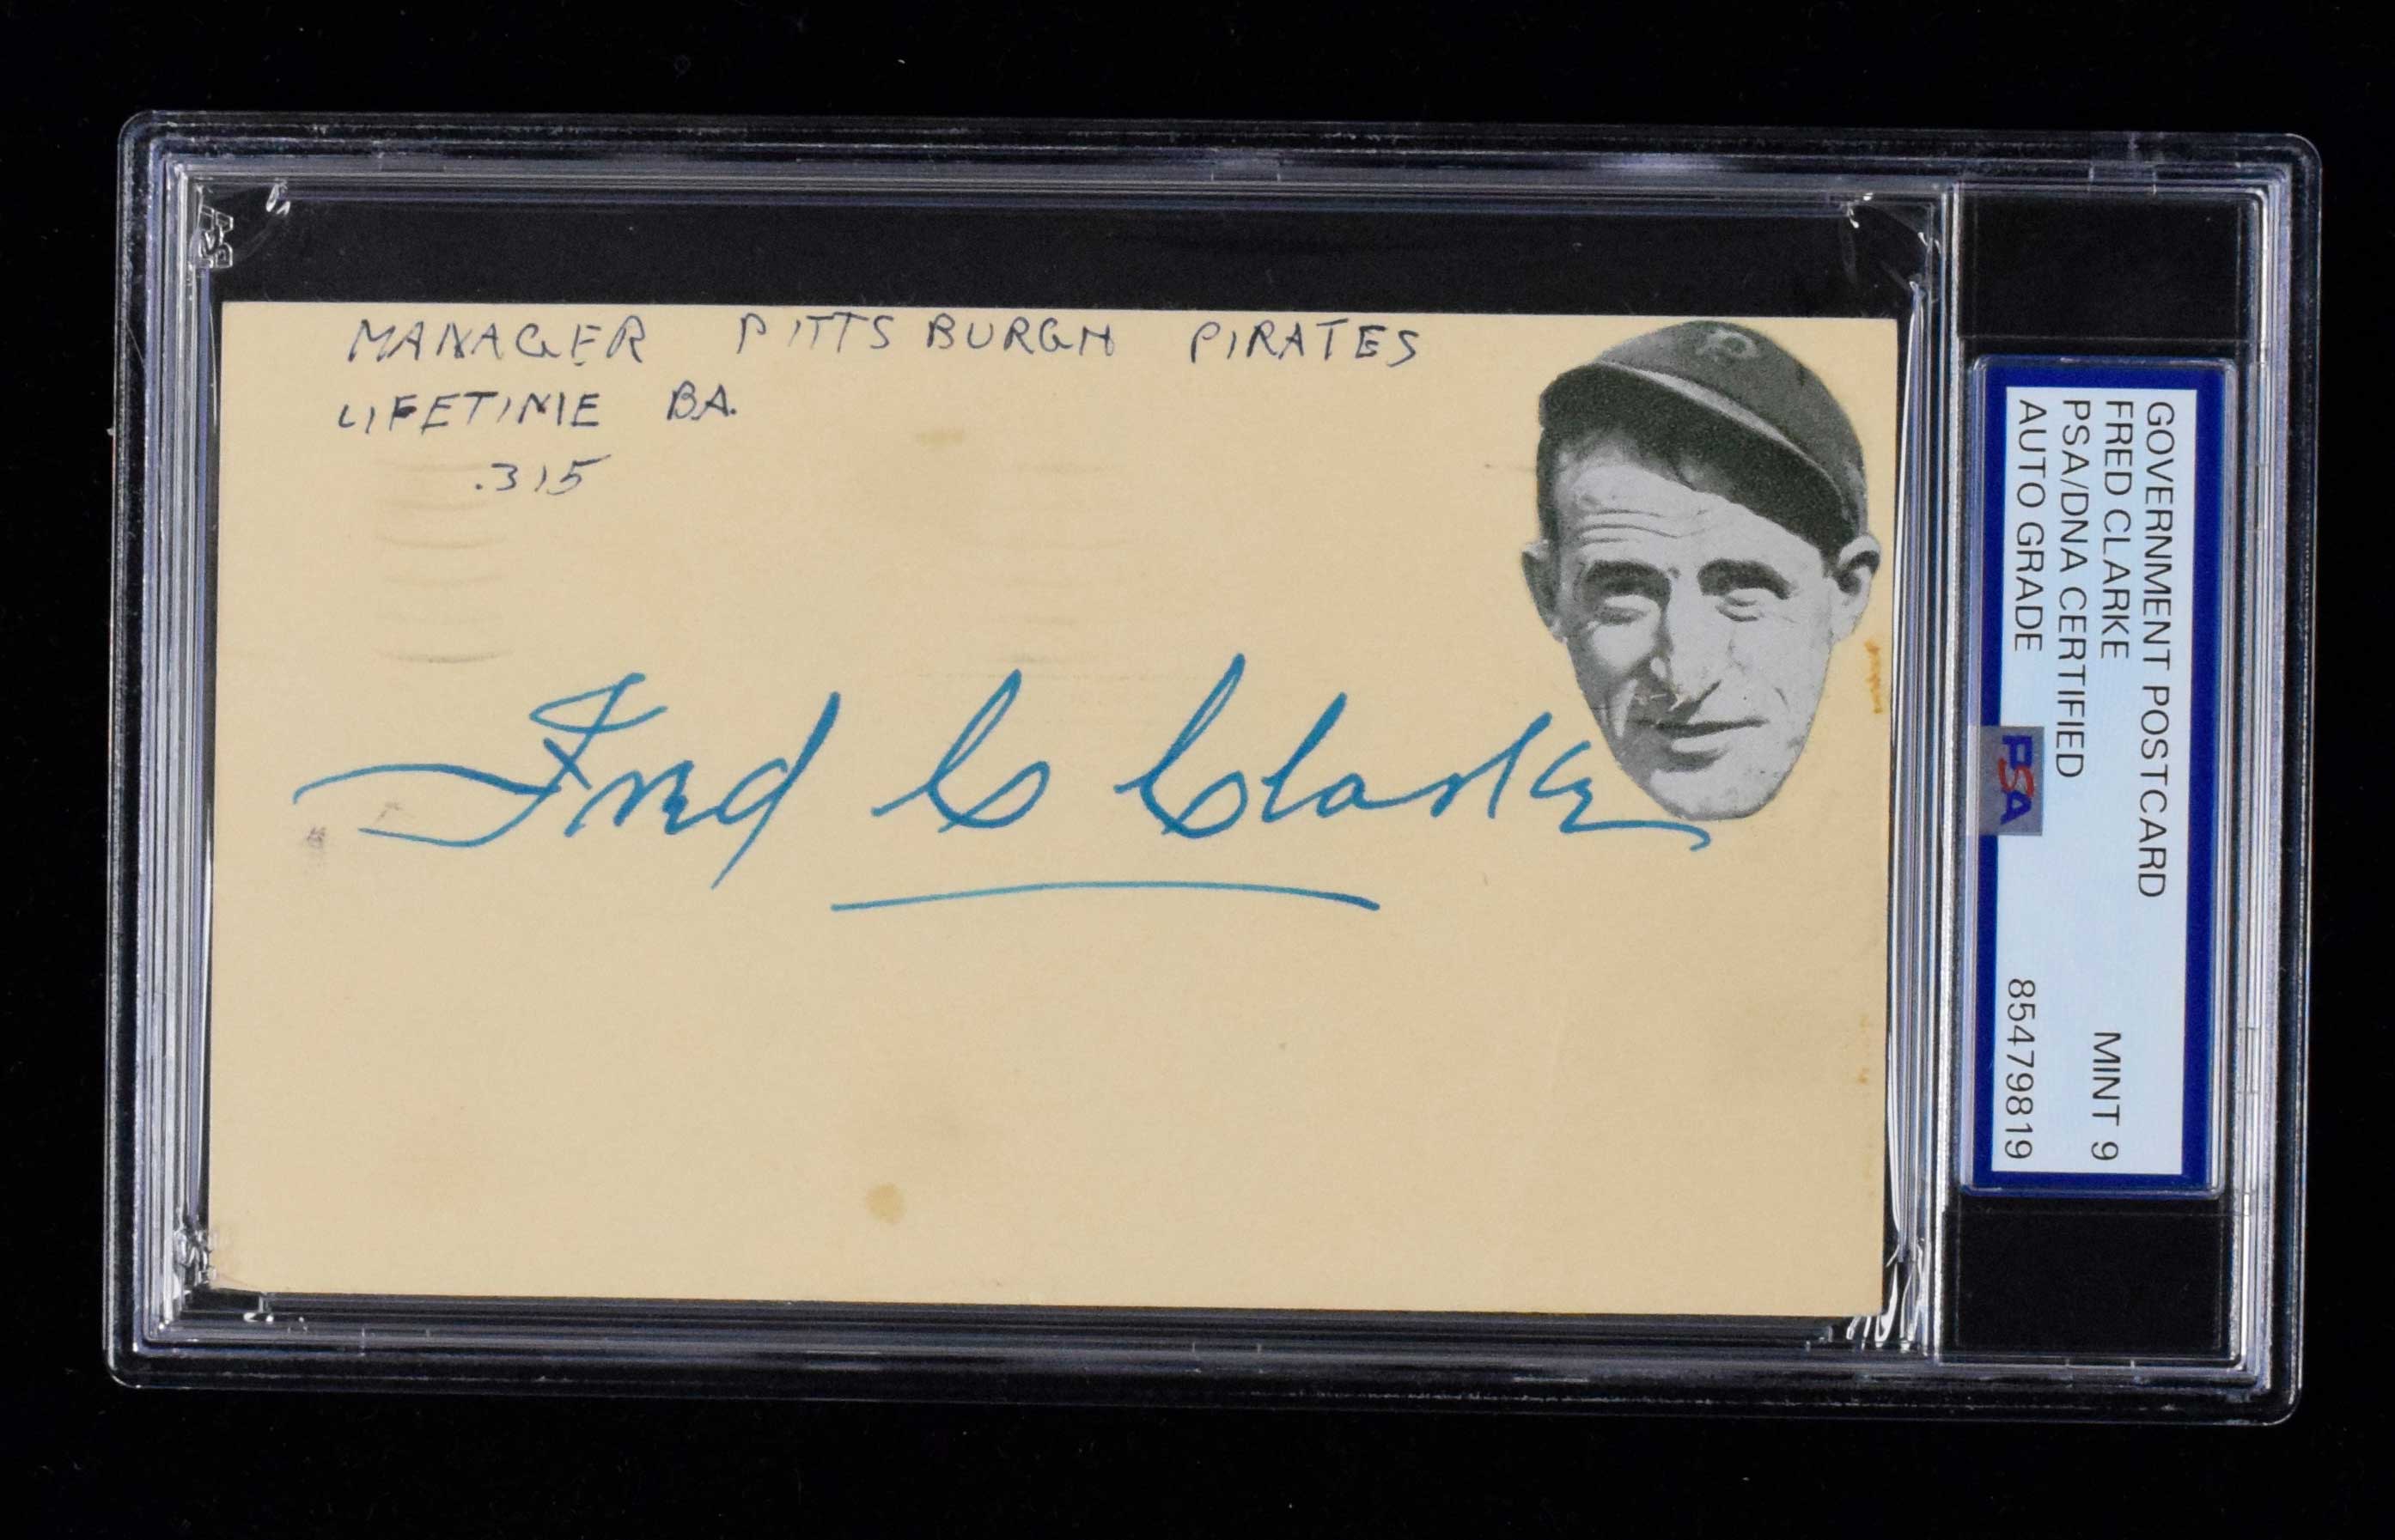 MANAGER PITTSBURGH PIRATES
LIFETIME BA.
.315
P
Fred C Clarke
GOVERNMENT POSTCARD
FRED CLARKE MINT 9
PSA/DNA CERTIFIED
AUTO GRADE 85479819
PSA